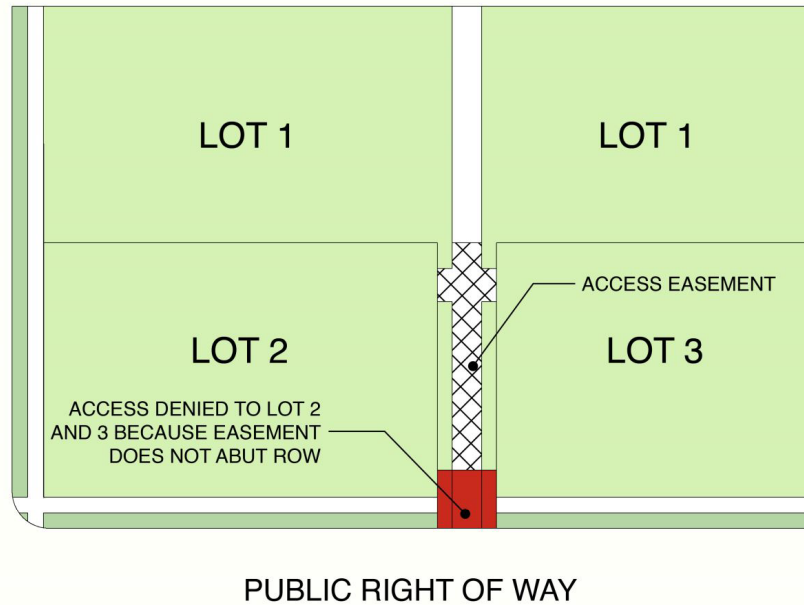 LOT 1
LOT 1
ACCESS EASEMENT
LOT 2
LOT 3
ACCESS DENIED TO LOT 2
AND 3 BECAUSE EASEMENT
DOES NOT ABUT ROW
PUBLIC RIGHT OF WAY